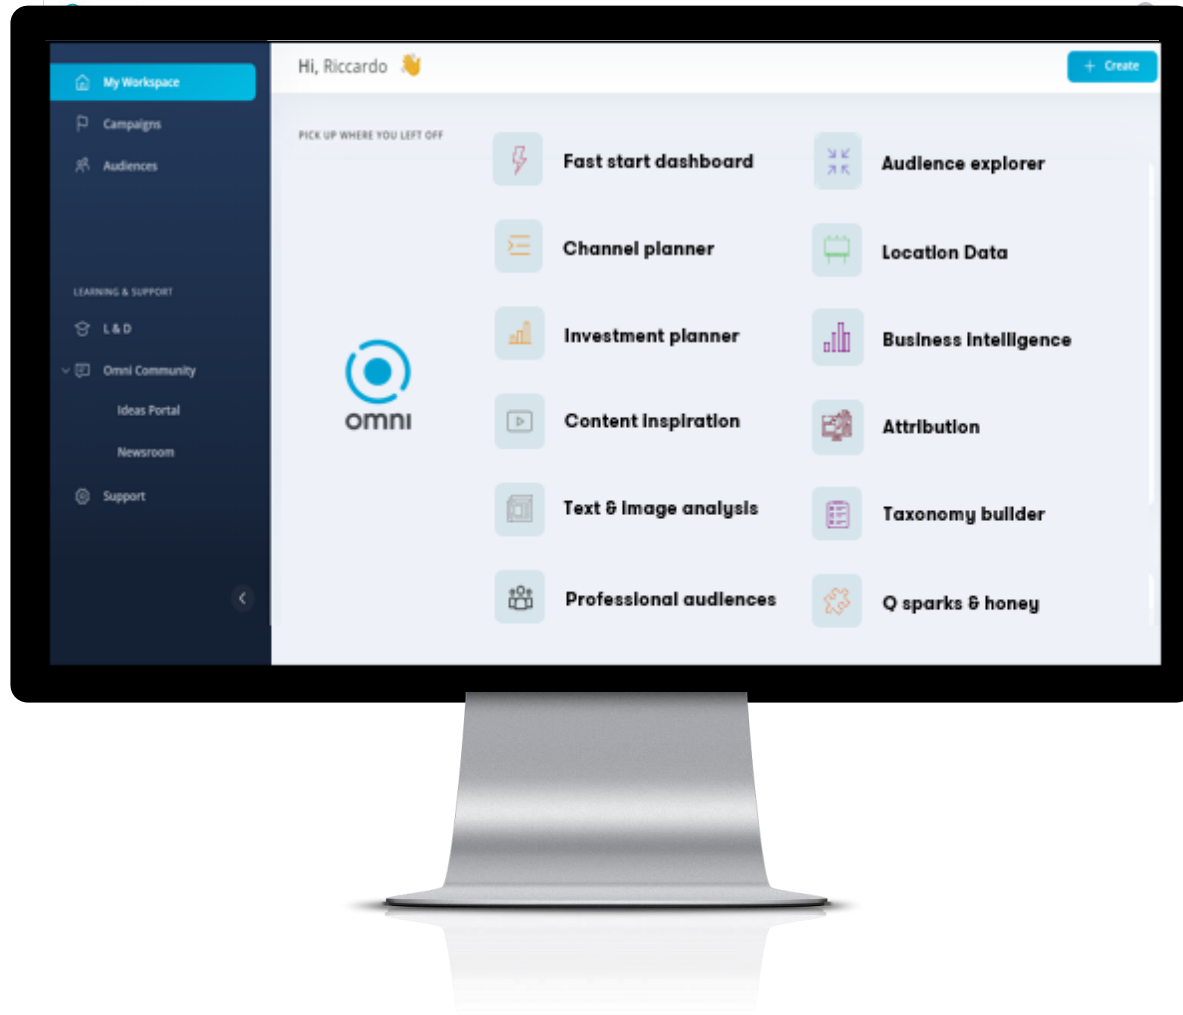 My Workspace
Campaigns
Audiences
LEARNING & SUPPORT
L & D
Omni Community
Ideas Portal
Newsroom
Support
Hi, Riccardo
+ Create
PICK UP WHERE YOU LEFT OFF
omni
Fast start dashboard
Audience explorer
Channel planner
Location Data
Investment planner
Business Intelligence
Content Inspiration
Attribution
Text & Image analysis
Taxonomy builder
Professional audiences
Q sparks & honey